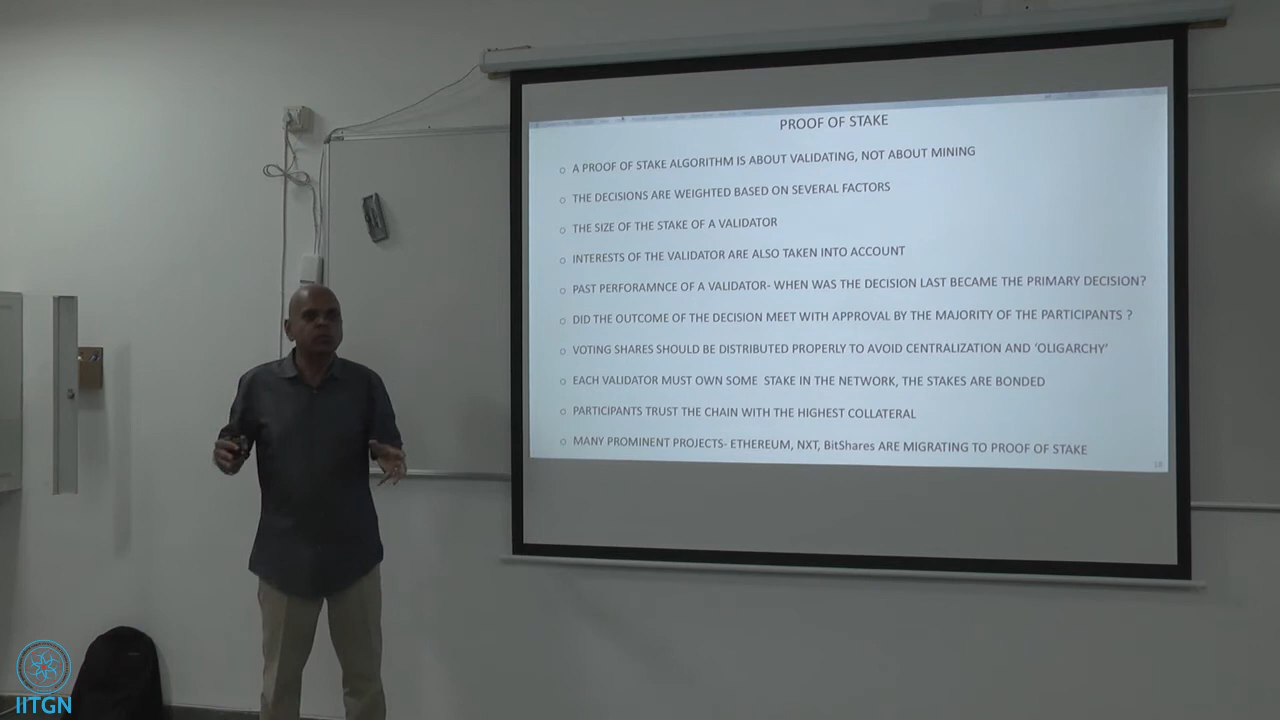 PROOF OF STAKE
A PROOF OF STAKE ALGORITHM IS ABOUT VALIDATING, NOT ABOUT MINING
THE DECISIONS ARE WEIGHTED BASED ON SEVERAL FACTORS
THE SIZE OF THE STAKE OF A VALIDATOR
INTERESTS OF THE VALIDATOR ARE ALSO TAKEN INTO ACCOUNT
PAST PERFORAMNCE OF A VALIDATOR- WHEN WAS THE DECISION LAST BECAME THE PRIMARY DECISION?
DID THE OUTCOME OF THE DECISION MEET WITH APPROVAL BY THE MAJORITY OF THE PARTICIPANTS ?
VOTING SHARES SHOULD BE DISTRIBUTED PROPERLY TO AVOID CENTRALIZATION AND 'OLIGARCHY'
EACH VALIDATOR MUST OWN SOME STAKE IN THE NETWORK, THE STAKES ARE BONDED
PARTICIPANTS TRUST THE CHAIN WITH THE HIGHEST COLLATERAL
MANY PROMINENT PROJECTS- ETHEREUM, NXT, BitShares ARE MIGRATING TO PROOF OF STAKE
18
IITGN